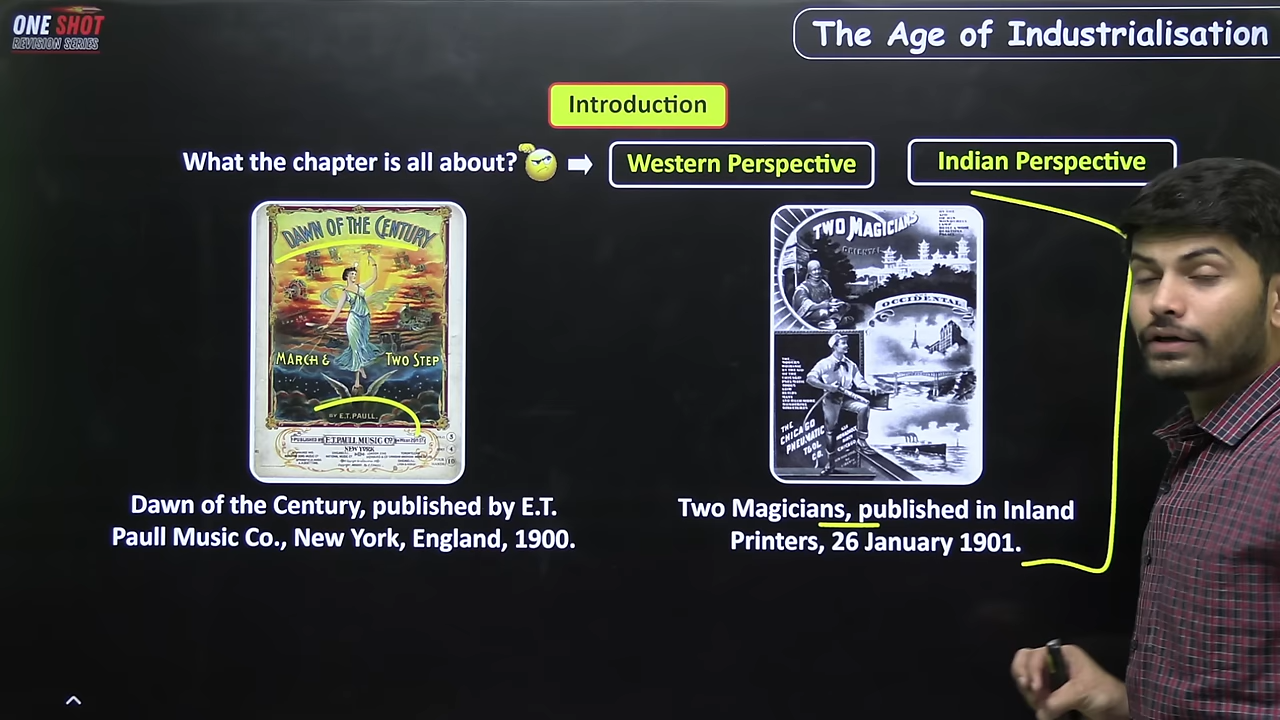 ONE SHOT
REVISION SERIES
The Age of Industrialisation
Introduction
What the chapter is all about?
Western Perspective
Indian Perspective
DAWN OF THE CENTURY
MARCH & TWO STEP
BY E.T. PAULL.
PUBLISHED BY E.T. PAULL MUSIC CO
NEW YORK
TWO MAGICIANS
ORIENTAL
OCCIDENTAL
THE
CHICAGO
PNEUMATIC
TOOL
CO.
Dawn of the Century, published by E.T.
Paull Music Co., New York, England, 1900.
Two Magicians, published in Inland
Printers, 26 January 1901.